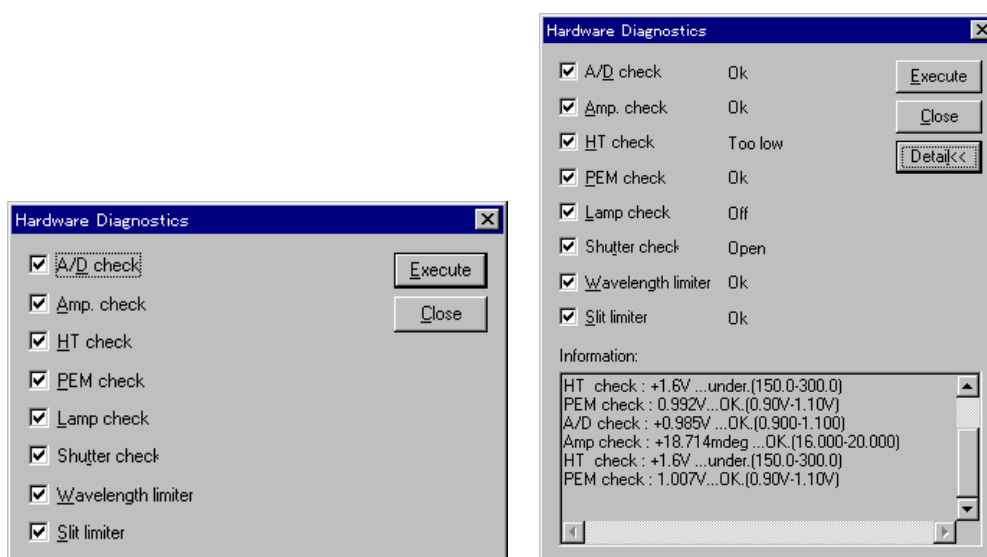 Hardware Diagnostics
A/D check
Amp. check
HT check
PEM check
Lamp check
Shutter check
Wavelength limiter
Slit limiter
Execute
Close
Hardware Diagnostics
A/D check Ok
Amp. check Ok
HT check Too low
PEM check Ok
Lamp check Off
Shutter check Open
Wavelength limiter Ok
Slit limiter Ok
Execute
Close
Detail<<
Information:
HT check : +1.6V ...under.(150.0-300.0)
PEM check : 0.992V...OK.(0.90V-1.10V)
A/D check : +0.985V ...OK.(0.900-1.100)
Amp check : +18.714mdeg ...OK.(16.000-20.000)
HT check : +1.6V ...under.(150.0-300.0)
PEM check : 1.007V...OK.(0.90V-1.10V)